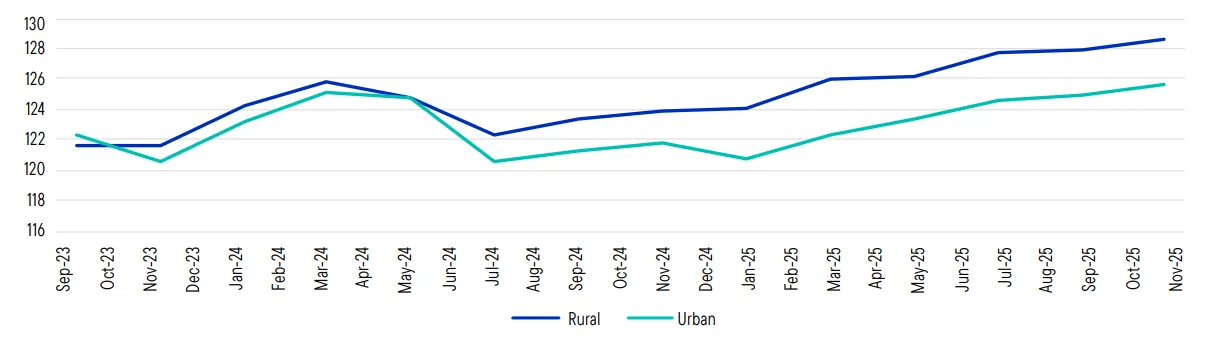 130
128
126
124
122
120
118
116
Sep-23
Oct-23
Nov-23
Dec-23
Jan-24
Feb-24
Mar-24
Apr-24
May-24
Jun-24
Jul-24
Aug-24
Sep-24
Oct-24
Nov-24
Dec-24
Jan-25
Feb-25
Mar-25
Apr-25
May-25
Jun-25
Jul-25
Aug-25
Sep-25
Oct-25
Nov-25
Rural
Urban